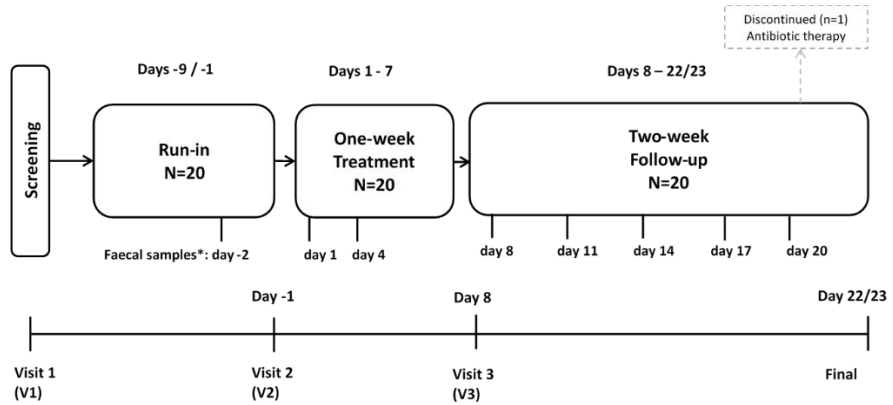 Discontinued (n=1)
Antibiotic therapy
Days -9 / -1
Days 1 - 7
Days 8 – 22/23
Screening
Run-in
N=20
One-week
Treatment
N=20
Two-week
Follow-up
N=20
Faecal samples*: day -2
day 1
day 4
day 8
day 11
day 14
day 17
day 20
Day -1
Day 8
Day 22/23
Visit 1
(V1)
Visit 2
(V2)
Visit 3
(V3)
Final